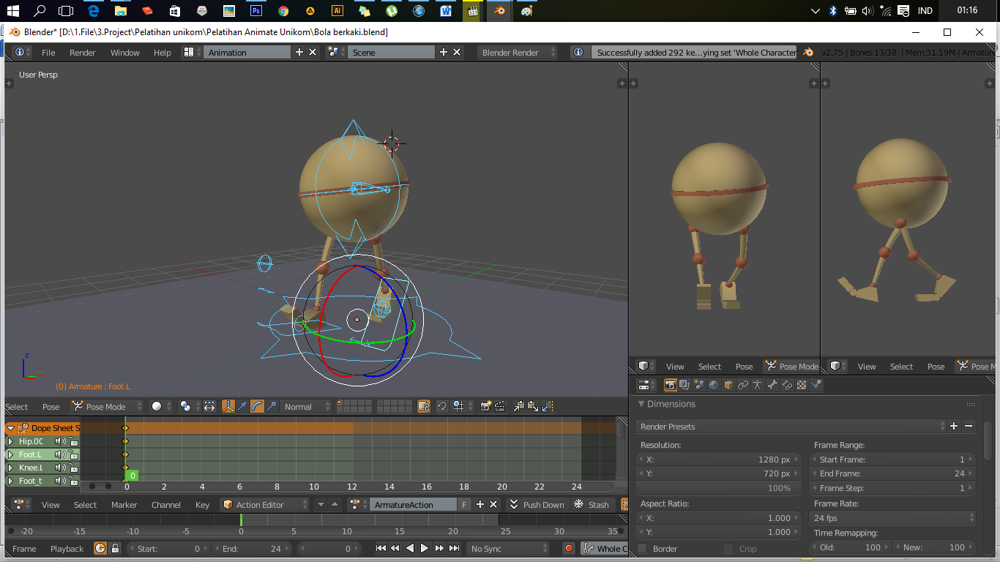 IND
01:16
Blender* [D:\1.File\3.Project\Pelatihan unikom\Pelatihan Animate Unikom\Bola berkaki.blend]
File Render Window Help Animation Scene Blender Render Successfully added 292 ke...ying set 'Whole Character v2.75 | Bones:13/38 | Mem:31.19M | Armature
User Persp
z
(0) Armature : Foot.L
Select Pose Pose Mode Normal
View Select Pose Pose Mode
View Select Pose Pose M
Dope Sheet S
Hip.0
Foot.L
Knee.l
Foot_t
0
0 2 4 6 8 10 12 14 16 18 20 22 24
View Select Marker Channel Key Action Editor ArmatureAction F Push Down Stash
-20 -15 -10 -5 0 5 10 15 20 25 30 35
Frame Playback Start: 0 End: 24 0 No Sync Whole C
Dimensions
Render Presets
Resolution:
X: 1280 px
Y: 720 px
100%
Aspect Ratio:
X: 1.000
Y: 1.000
Border Crop
Frame Range:
Start Frame: 1
End Frame: 24
Frame Step: 1
Frame Rate:
24 fps
Time Remapping:
Old: 100 New: 100